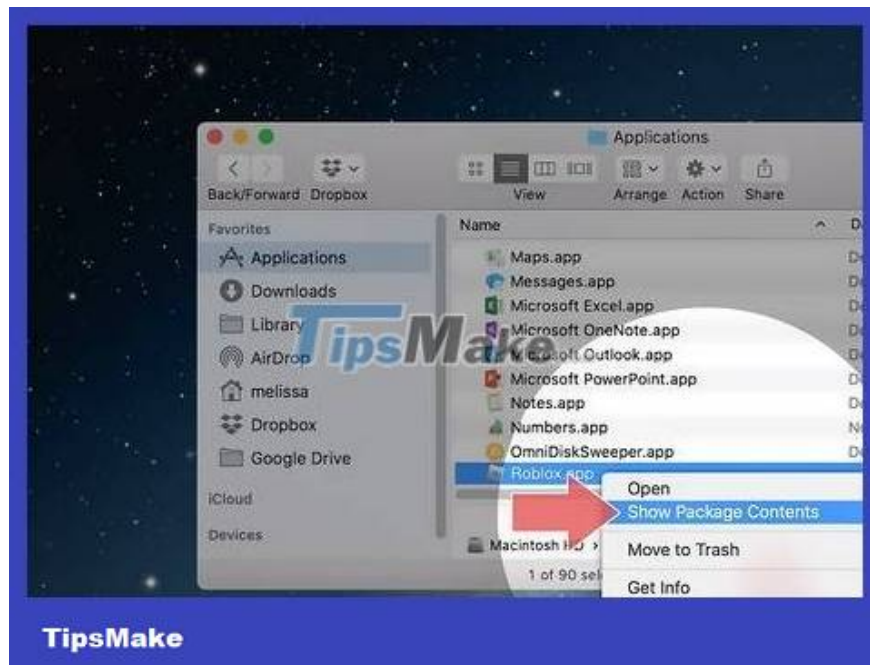 Applications
Back/Forward Dropbox View Arrange Action Share
Favorites
Applications
Downloads
Library
AirDrop
melissa
Dropbox
Google Drive
iCloud
Devices
Name
Maps.app
Messages.app
Microsoft Excel.app
Microsoft OneNote.app
Microsoft Outlook.app
Microsoft PowerPoint.app
Notes.app
Numbers.app
OmniDiskSweeper.app
Roblox.app
Macintosh HD
1 of 90
Open
Show Package Contents
Move to Trash
Get Info
TipsMake
TipsMake